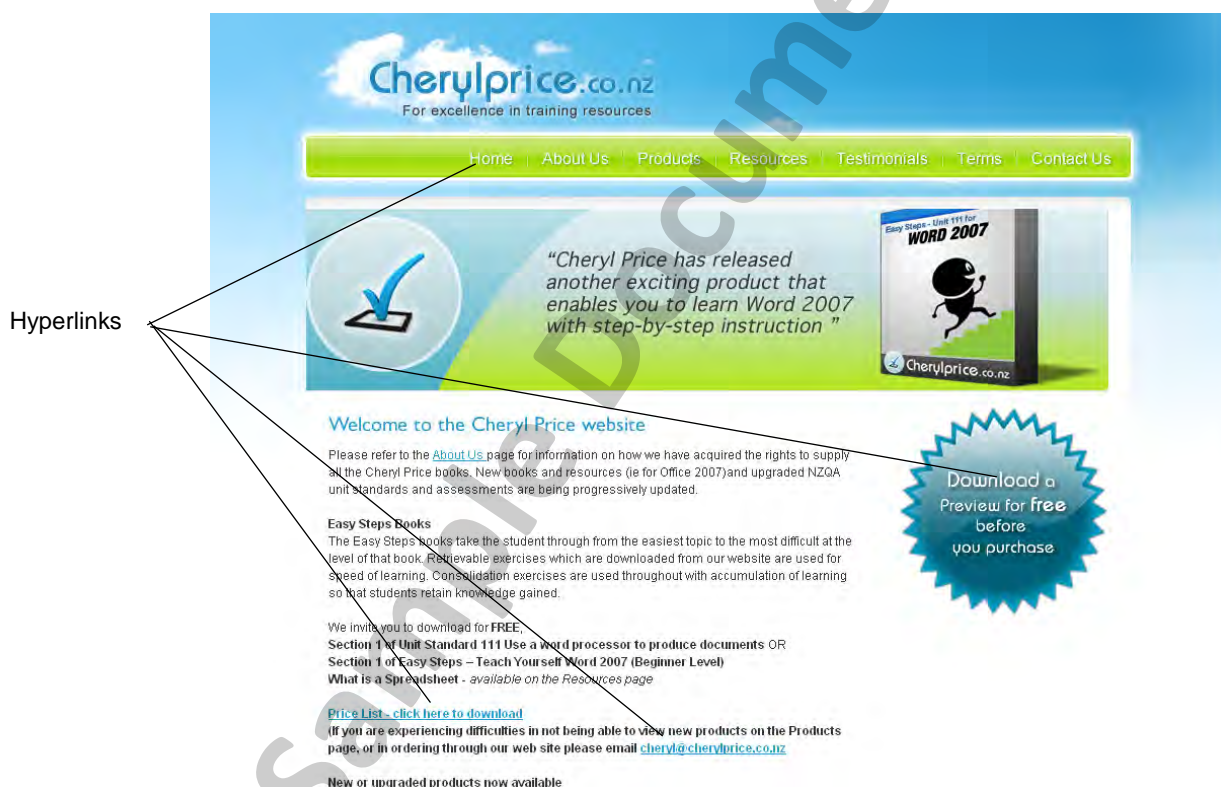 Cherylprice.co.nz
For excellence in training resources
Home About Us Products Resources Testimonials Terms Contact Us
Hyperlinks
“Cheryl Price has released
another exciting product that
enables you to learn Word 2007
with step-by-step instruction ”
Easy Steps - Unit 111 for
WORD 2007
Cherylprice.co.nz
Welcome to the Cheryl Price website
Please refer to the About Us page for information on how we have acquired the rights to supply
all the Cheryl Price books. New books and resources (ie for Office 2007)and upgraded NZQA
unit standards and assessments are being progressively updated.
Easy Steps Books
The Easy Steps books take the student through from the easiest topic to the most difficult at the
level of that book. Retrievable exercises which are downloaded from our website are used for
speed of learning. Consolidation exercises are used throughout with accumulation of learning
so that students retain knowledge gained.
We invite you to download for FREE,
Section 1 of Unit Standard 111 Use a word processor to produce documents OR
Section 1 of Easy Steps – Teach Yourself Word 2007 (Beginner Level)
What is a Spreadsheet - available on the Resources page
Price List - click here to download
(If you are experiencing difficulties in not being able to view new products on the Products
page, or in ordering through our web site please email cheryl@cherylprice.co.nz
New or upgraded products now available
Download a
Preview for free
before
you purchase
Sample Docume